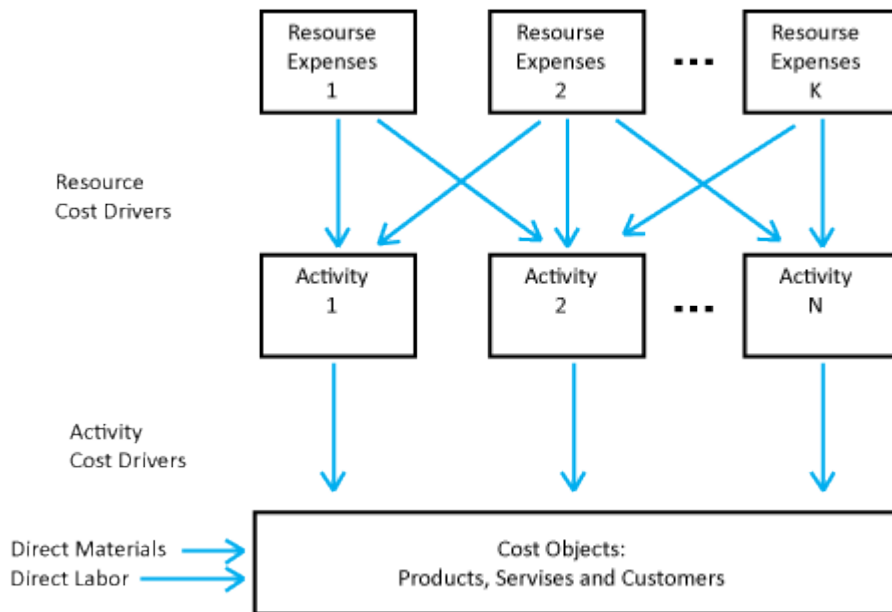 Resourse
Expenses
1
Resourse
Expenses
2
...
Resourse
Expenses
K
Resource
Cost Drivers
Activity
1
Activity
2
...
Activity
N
Activity
Cost Drivers
Direct Materials
Direct Labor
Cost Objects:
Products, Servises and Customers